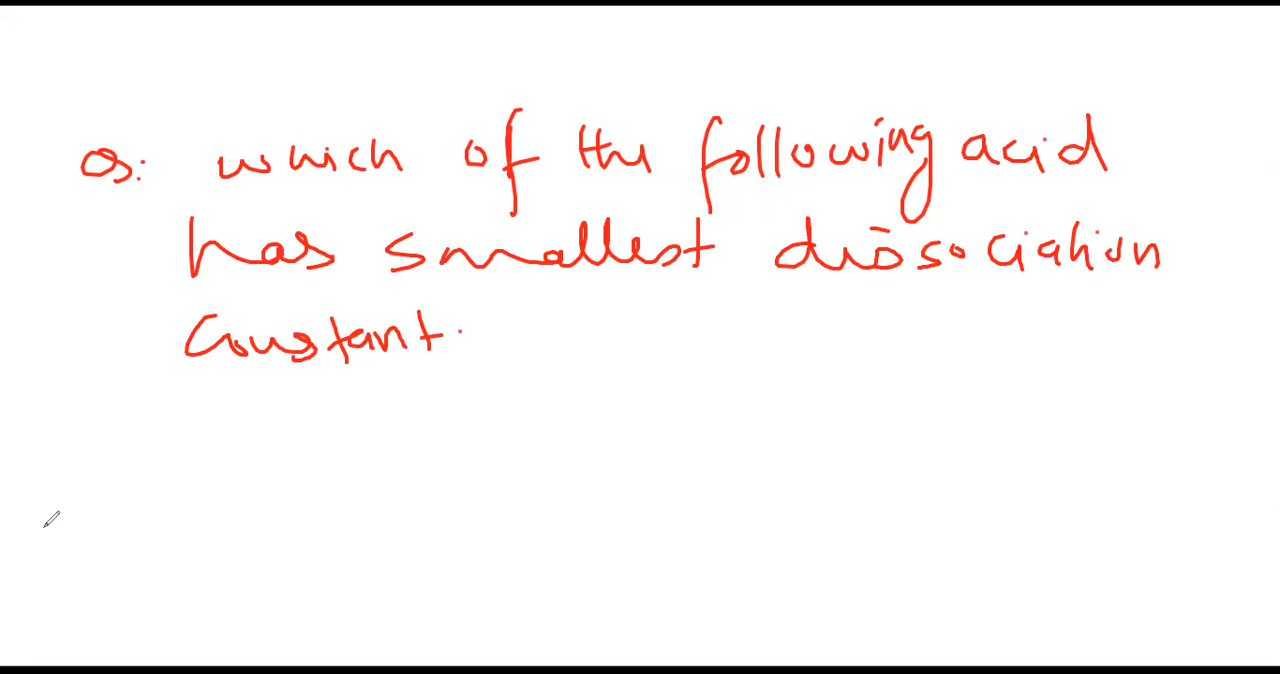 Qs: which of the following acid
has smallest dissociation
constant.